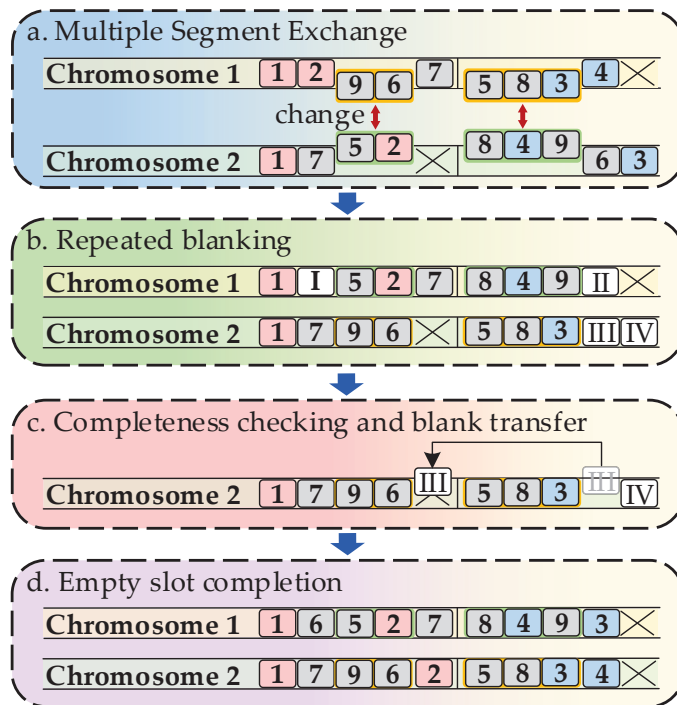 a. Multiple Segment Exchange
Chromosome 1 1 2 9 6 7 5 8 3 4
change
Chromosome 2 1 7 5 2 8 4 9 6 3
b. Repeated blanking
Chromosome 1 1 I 5 2 7 8 4 9 II
Chromosome 2 1 7 9 6 5 8 3 III IV
c. Completeness checking and blank transfer
Chromosome 2 1 7 9 6 III 5 8 3 III IV
d. Empty slot completion
Chromosome 1 1 6 5 2 7 8 4 9 3
Chromosome 2 1 7 9 6 2 5 8 3 4